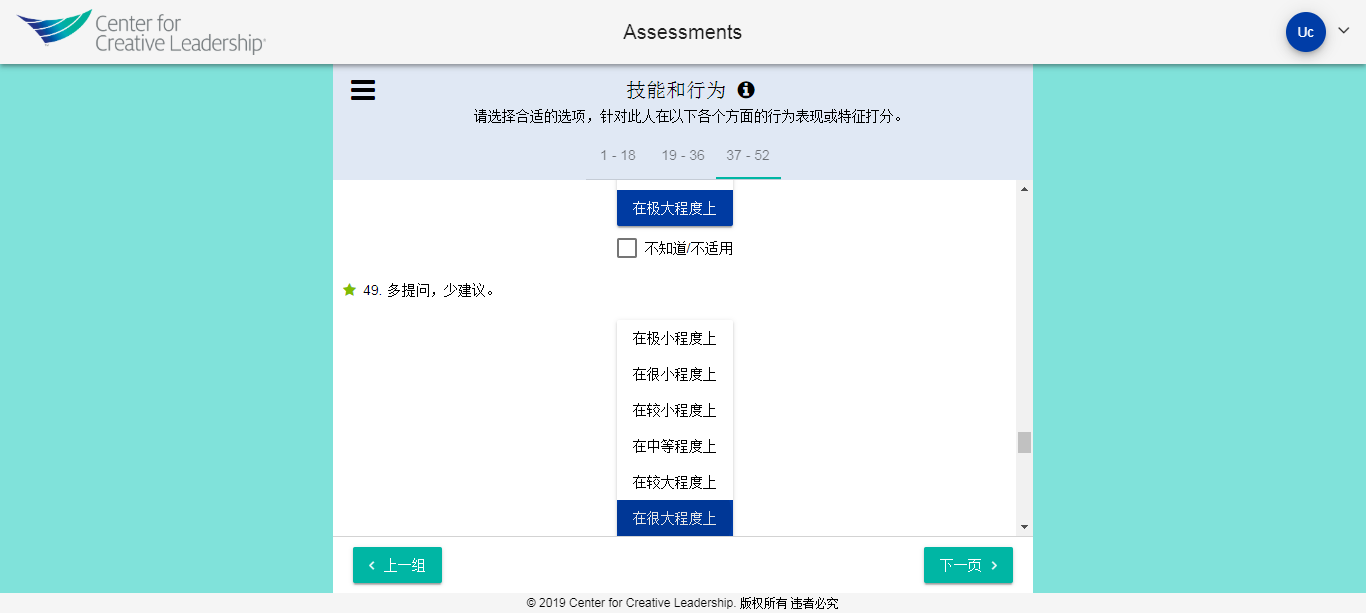 Center for
Creative Leadership®
Assessments
Uc
技能和行为
请选择合适的选项，针对此人在以下各个方面的行为表现或特征打分。
1 - 18 19 - 36 37 - 52
在极大程度上
不知道/不适用
49. 多提问，少建议。
在极小程度上
在很小程度上
在较小程度上
在中等程度上
在较大程度上
在很大程度上
上一组 下一页
© 2019 Center for Creative Leadership. 版权所有 违者必究